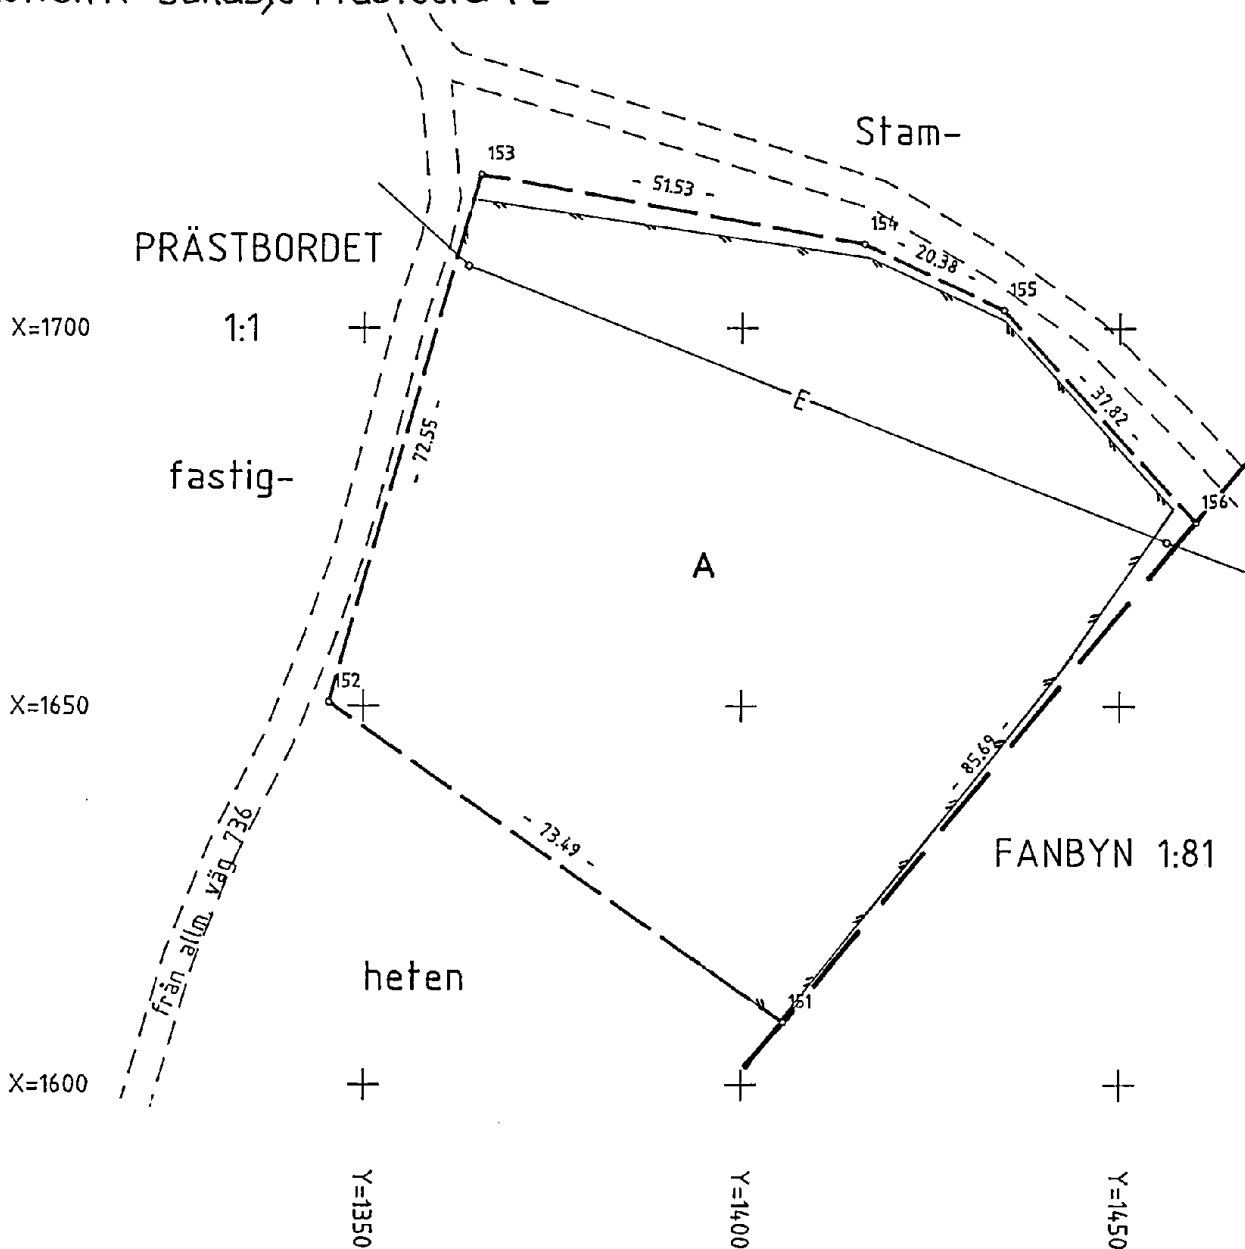 Stam-
153
- 51.53 -
154
PRÄSTBORDET
- 20.38 -
155
X=1700
1:1
E
- 37.82 -
- 72.55 -
fastig-
156
A
152
X=1650
- 85.69 -
- 73.49 -
FANBYN 1:81
från allm. väg 736
heten
151
X=1600
Y=1350
Y=1400
Y=1450